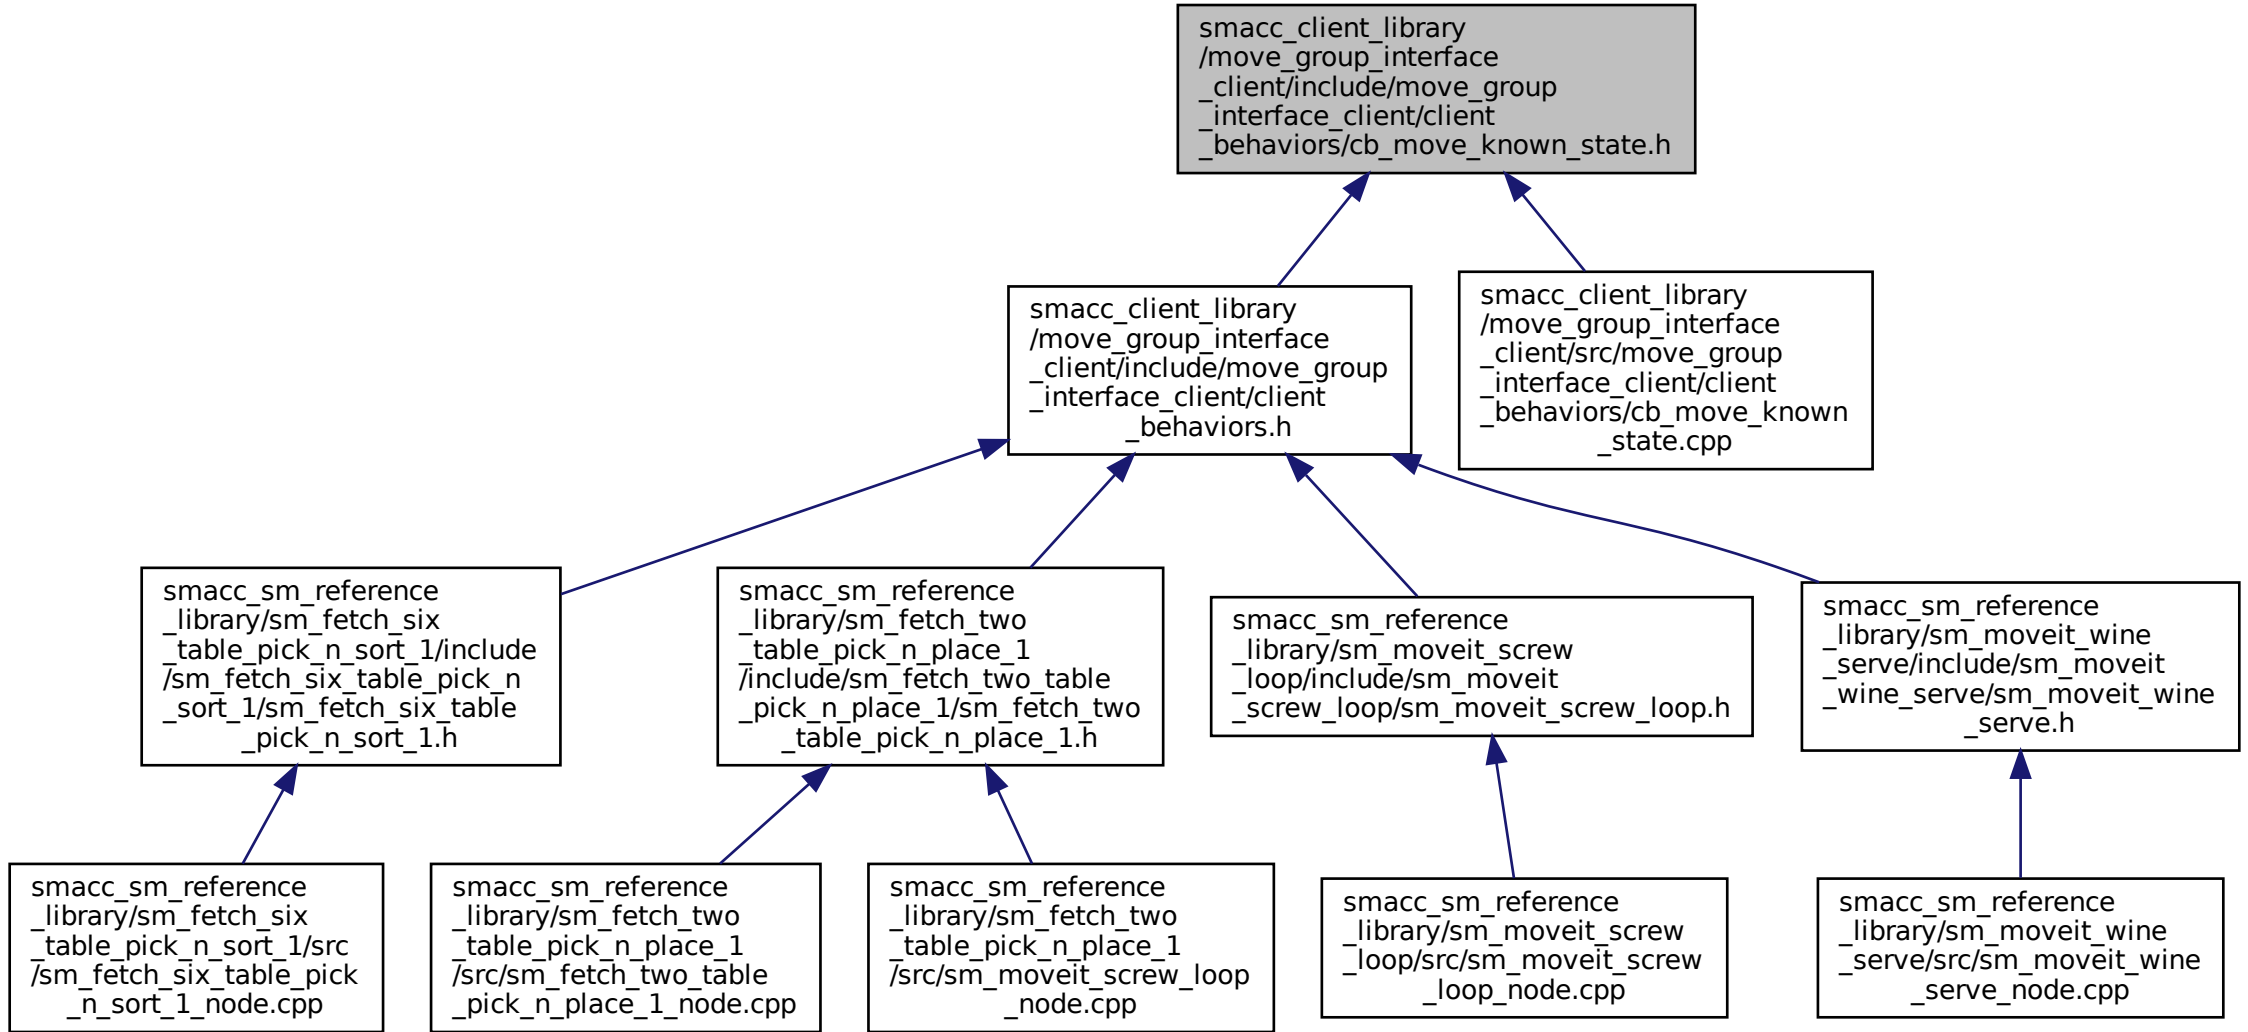 smacc_client_library
/move_group_interface
_client/include/move_group
_interface_client/client
_behaviors/cb_move_known_state.h
smacc_client_library
/move_group_interface
_client/include/move_group
_interface_client/client
_behaviors.h
smacc_client_library
/move_group_interface
_client/src/move_group
_interface_client/client
_behaviors/cb_move_known
_state.cpp
smacc_sm_reference
_library/sm_fetch_six
_table_pick_n_sort_1/include
/sm_fetch_six_table_pick_n
_sort_1/sm_fetch_six_table
_pick_n_sort_1.h
smacc_sm_reference
_library/sm_fetch_two
_table_pick_n_place_1
/include/sm_fetch_two_table
_pick_n_place_1/sm_fetch_two
_table_pick_n_place_1.h
smacc_sm_reference
_library/sm_moveit_screw
_loop/include/sm_moveit
_screw_loop/sm_moveit_screw_loop.h
smacc_sm_reference
_library/sm_moveit_wine
_serve/include/sm_moveit
_wine_serve/sm_moveit_wine
_serve.h
smacc_sm_reference
_library/sm_fetch_six
_table_pick_n_sort_1/src
/sm_fetch_six_table_pick
_n_sort_1_node.cpp
smacc_sm_reference
_library/sm_fetch_two
_table_pick_n_place_1
/src/sm_fetch_two_table
_pick_n_place_1_node.cpp
smacc_sm_reference
_library/sm_fetch_two
_table_pick_n_place_1
/src/sm_moveit_screw_loop
_node.cpp
smacc_sm_reference
_library/sm_moveit_screw
_loop/src/sm_moveit_screw
_loop_node.cpp
smacc_sm_reference
_library/sm_moveit_wine
_serve/src/sm_moveit_wine
_serve_node.cpp